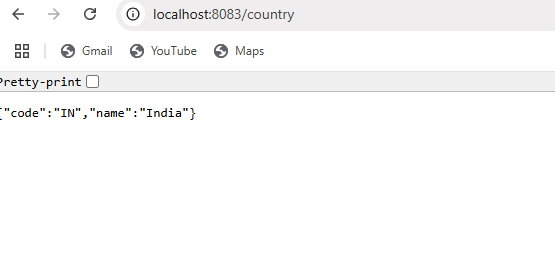 localhost:8083/country
Gmail YouTube Maps
Pretty-print
{"code":"IN","name":"India"}